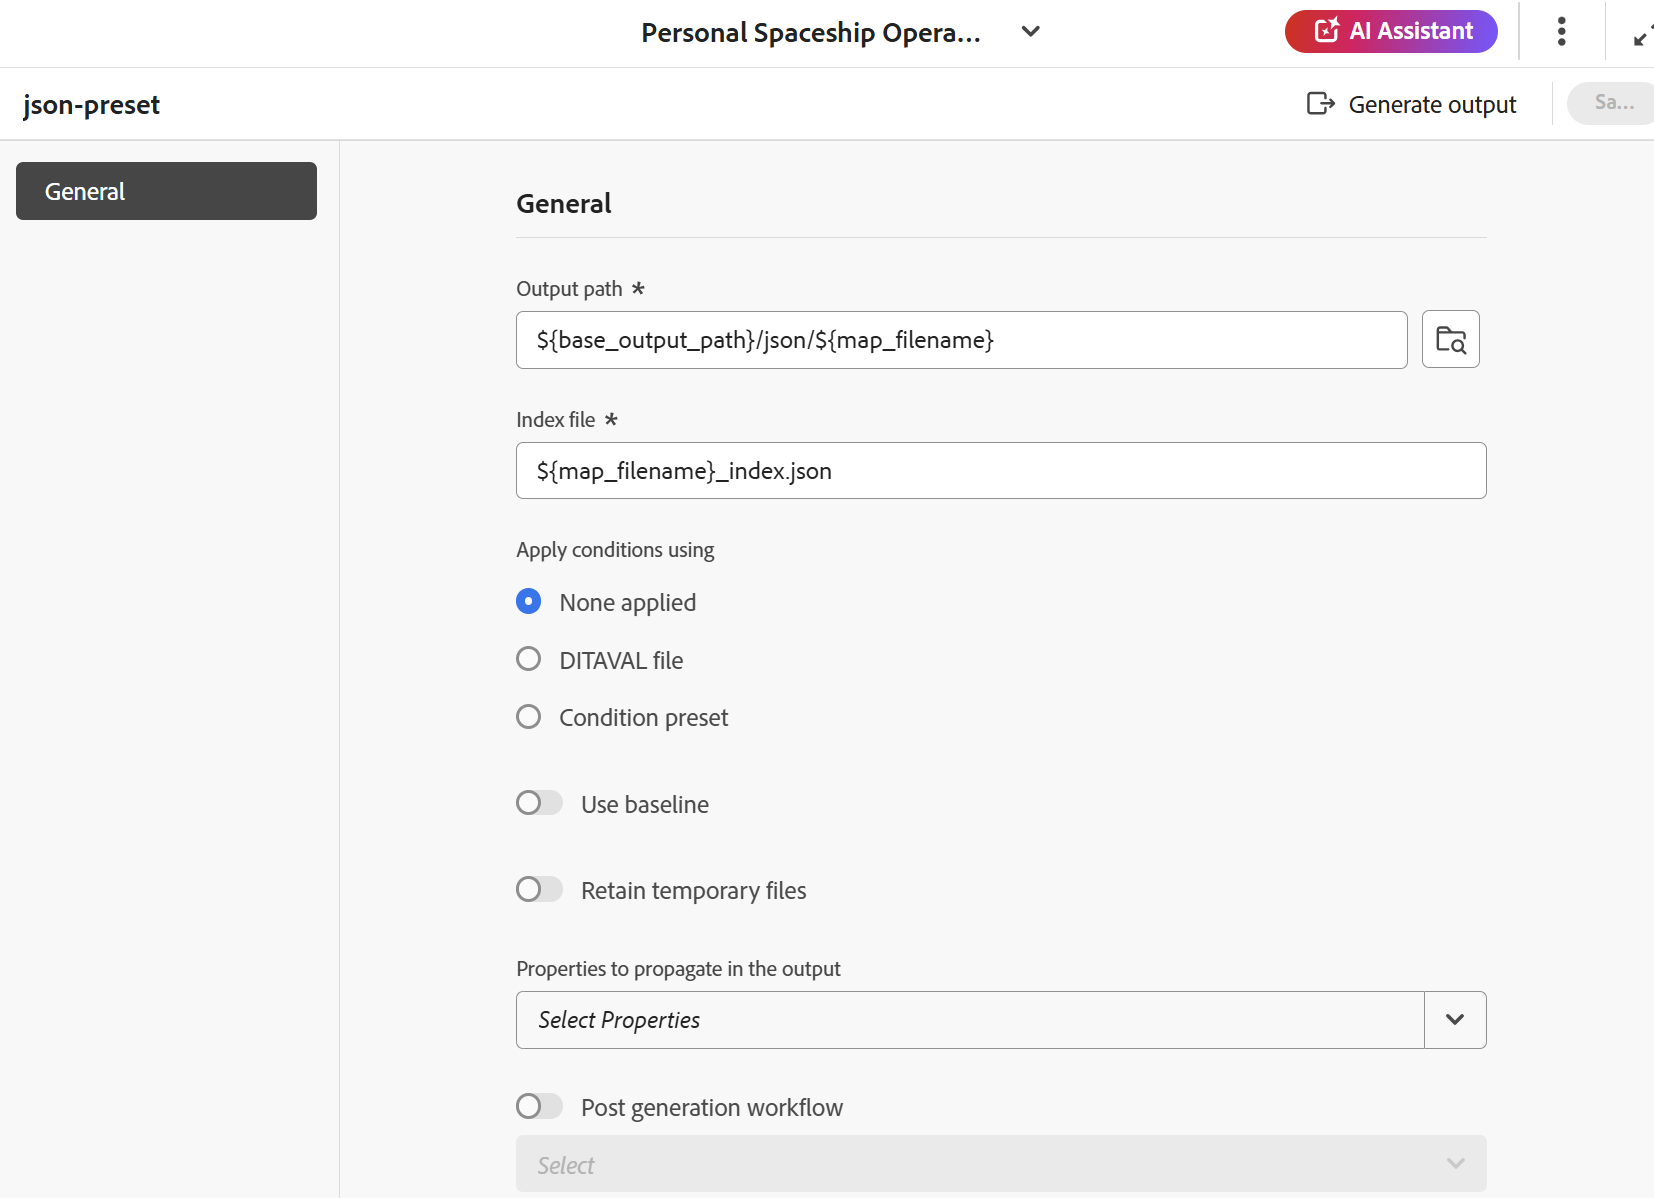 Personal Spaceship Opera...
AI Assistant
json-preset
Generate output
Sa...
General
General
Output path *
${base_output_path}/json/${map_filename}
Index file *
${map_filename}_index.json
Apply conditions using
None applied
DITAVAL file
Condition preset
Use baseline
Retain temporary files
Properties to propagate in the output
Select Properties
Post generation workflow
Select